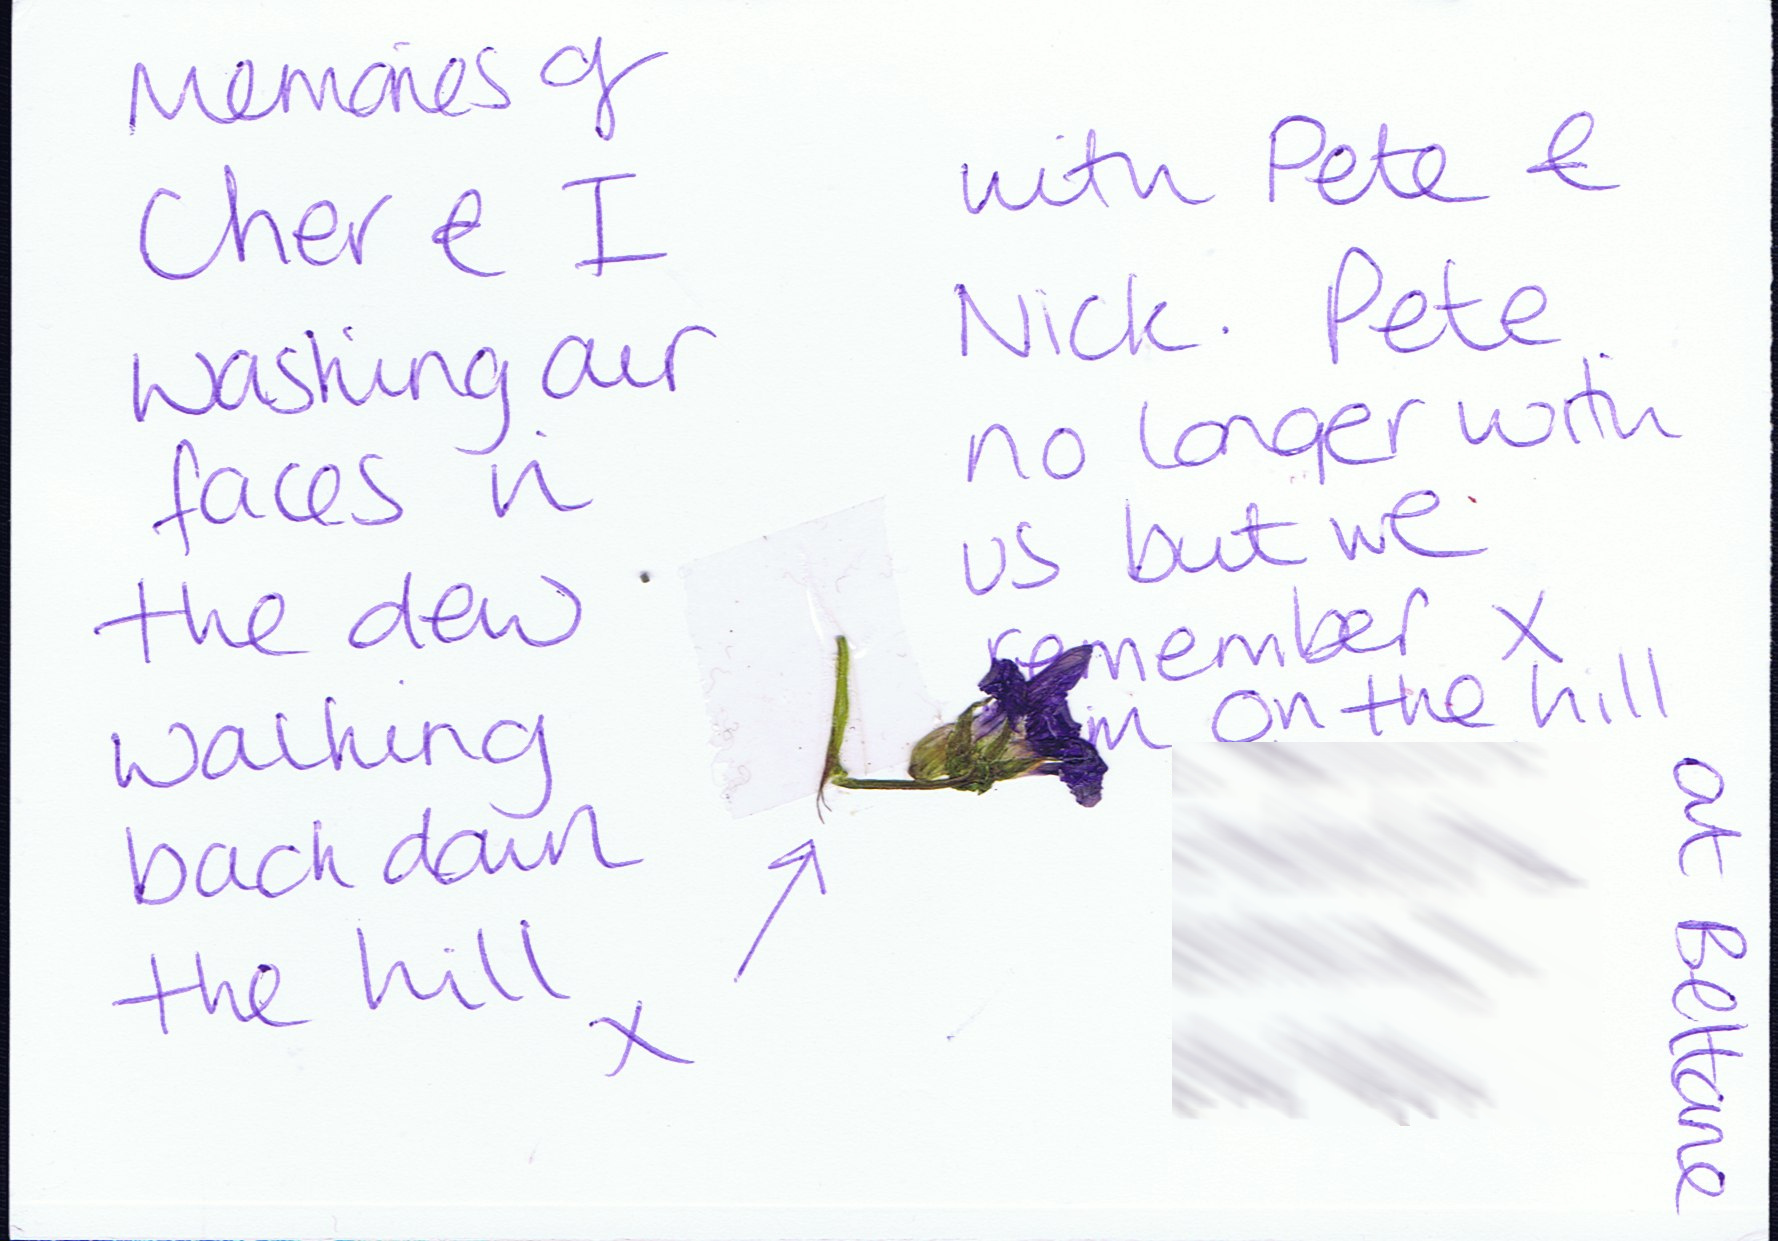 Memories of
Cher & I
washing our
faces in
the dew
walking
back down
the hill x
with Pete &
Nick. Pete
no longer with
us but we
remember x
him on the hill
at Beltane